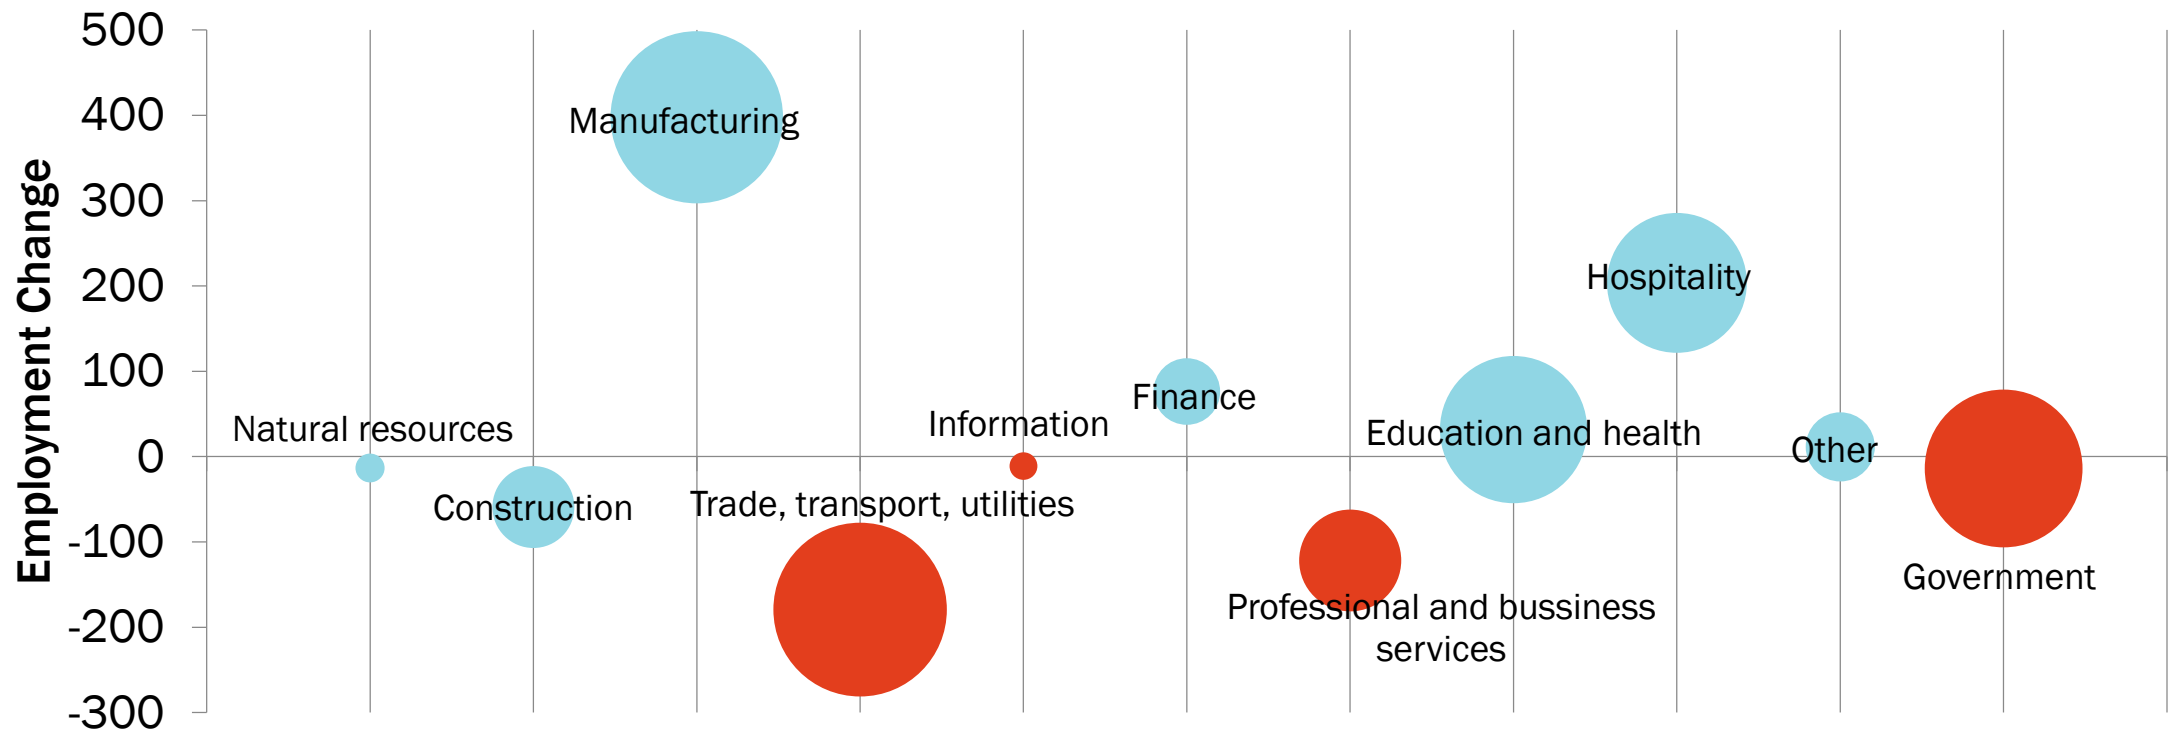 Employment Change
500
400
300
200
100
0
-100
-200
-300
Natural resources
Construction
Manufacturing
Trade, transport, utilities
Information
Finance
Professional and bussiness
services
Education and health
Hospitality
Other
Government